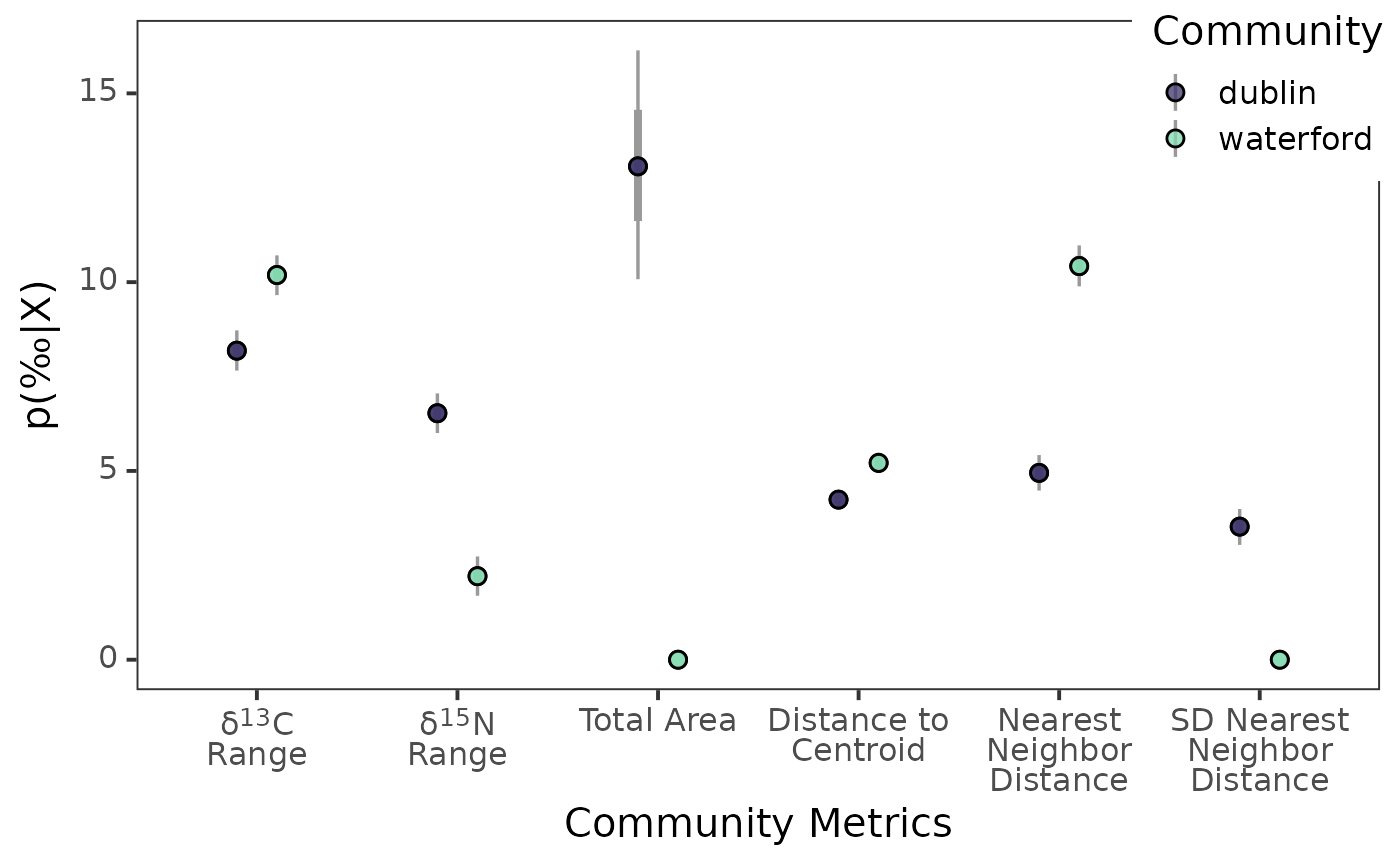 Community
dublin
waterford
15
10
5
0
p(‰|X)
δ¹³C
Range
δ¹⁵N
Range
Total Area
Distance to
Centroid
Nearest
Neighbor
Distance
SD Nearest
Neighbor
Distance
Community Metrics